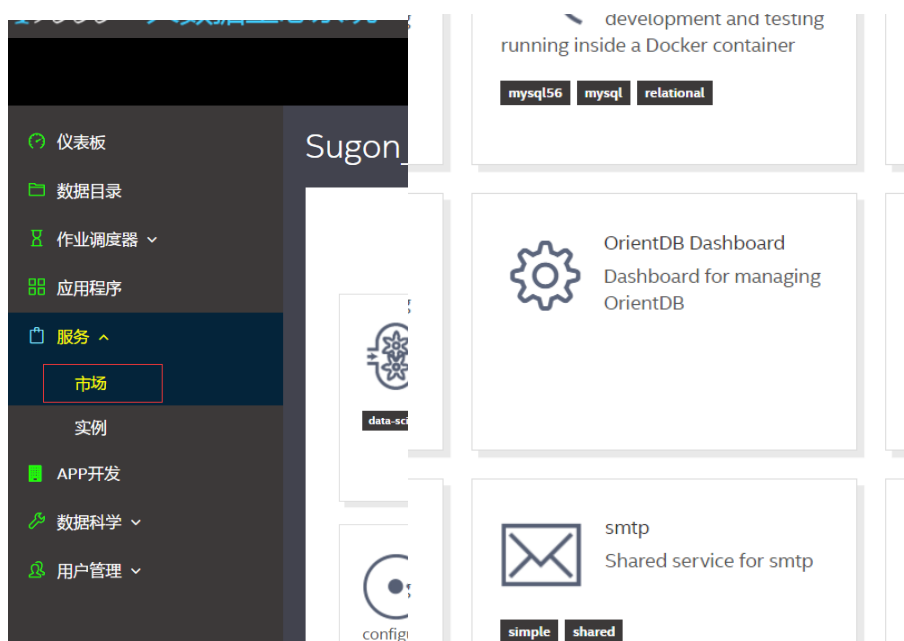 仪表板
数据目录
作业调度器
应用程序
服务
市场
实例
APP开发
数据科学
用户管理
Sugon_
data-sci
config
development and testing
running inside a Docker container
mysql56 mysql relational
OrientDB Dashboard
Dashboard for managing
OrientDB
smtp
Shared service for smtp
simple shared